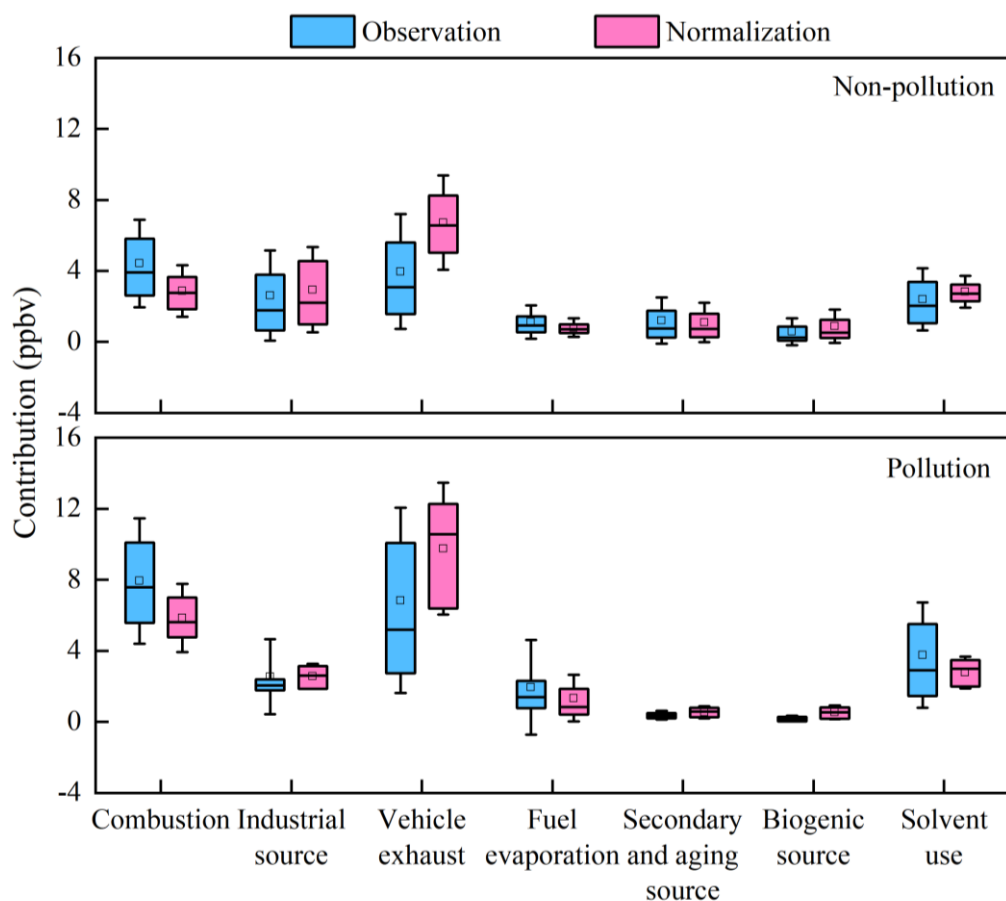 Observation Normalization
Contribution (ppbv)
16
Non-pollution
12
8
4
0
-4
16
Pollution
12
8
4
0
-4
Combustion Industrial Vehicle Fuel Secondary Biogenic Solvent
source exhaust evaporation and aging source use
source